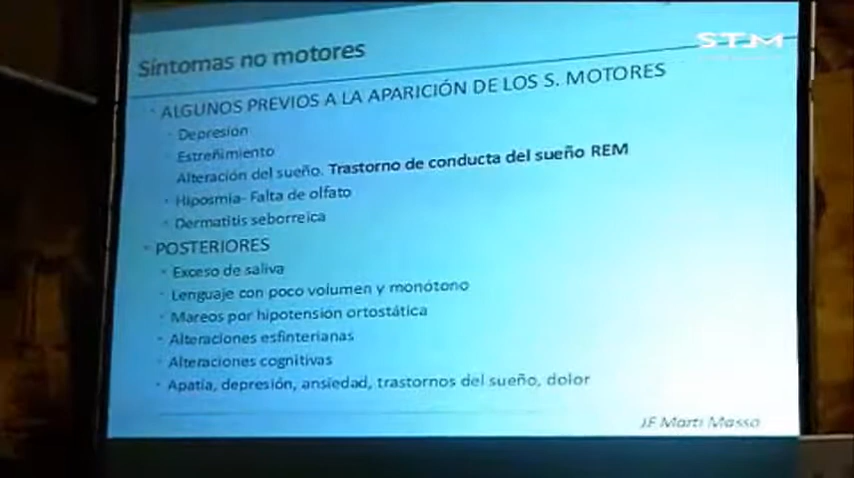 STM
Síntomas no motores
ALGUNOS PREVIOS A LA APARICIÓN DE LOS S. MOTORES
Depresión
Estreñimiento
Alteración del sueño. Trastorno de conducta del sueño REM
Hiposmia- Falta de olfato
Dermatitis seborreica
POSTERIORES
Exceso de saliva
Lenguaje con poco volumen y monótono
Mareos por hipotensión ortostática
Alteraciones esfinterianas
Alteraciones cognitivas
Apatía, depresión, ansiedad, trastornos del sueño, dolor
JF Martí Masso